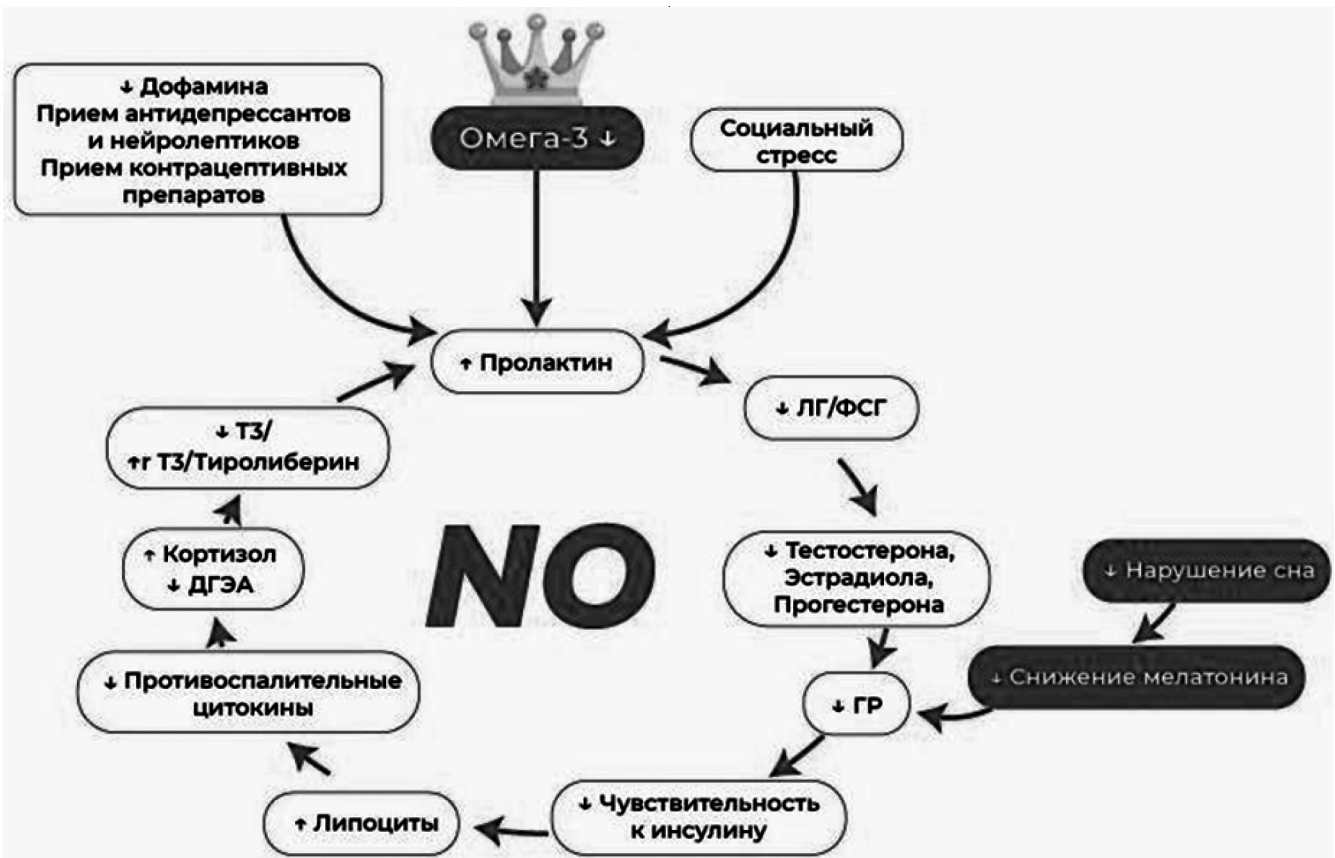 ↓ Дофамина
Прием антидепрессантов
и нейролептиков
Прием контрацептивных
препаратов
Омега-3 ↓
Социальный
стресс
↑ Пролактин
↓ ЛГ/ФСГ
↓ Тестостерона,
Эстрадиола,
Прогестерона
↓ Нарушение сна
↓ Снижение мелатонина
↓ ГР
↓ Чувствительность
к инсулину
↑ Липоциты
↓ Противоспалительные
цитокины
↑ Кортизол
↓ ДГЭА
↓ Т3/
↑r Т3/Тиролиберин
NO